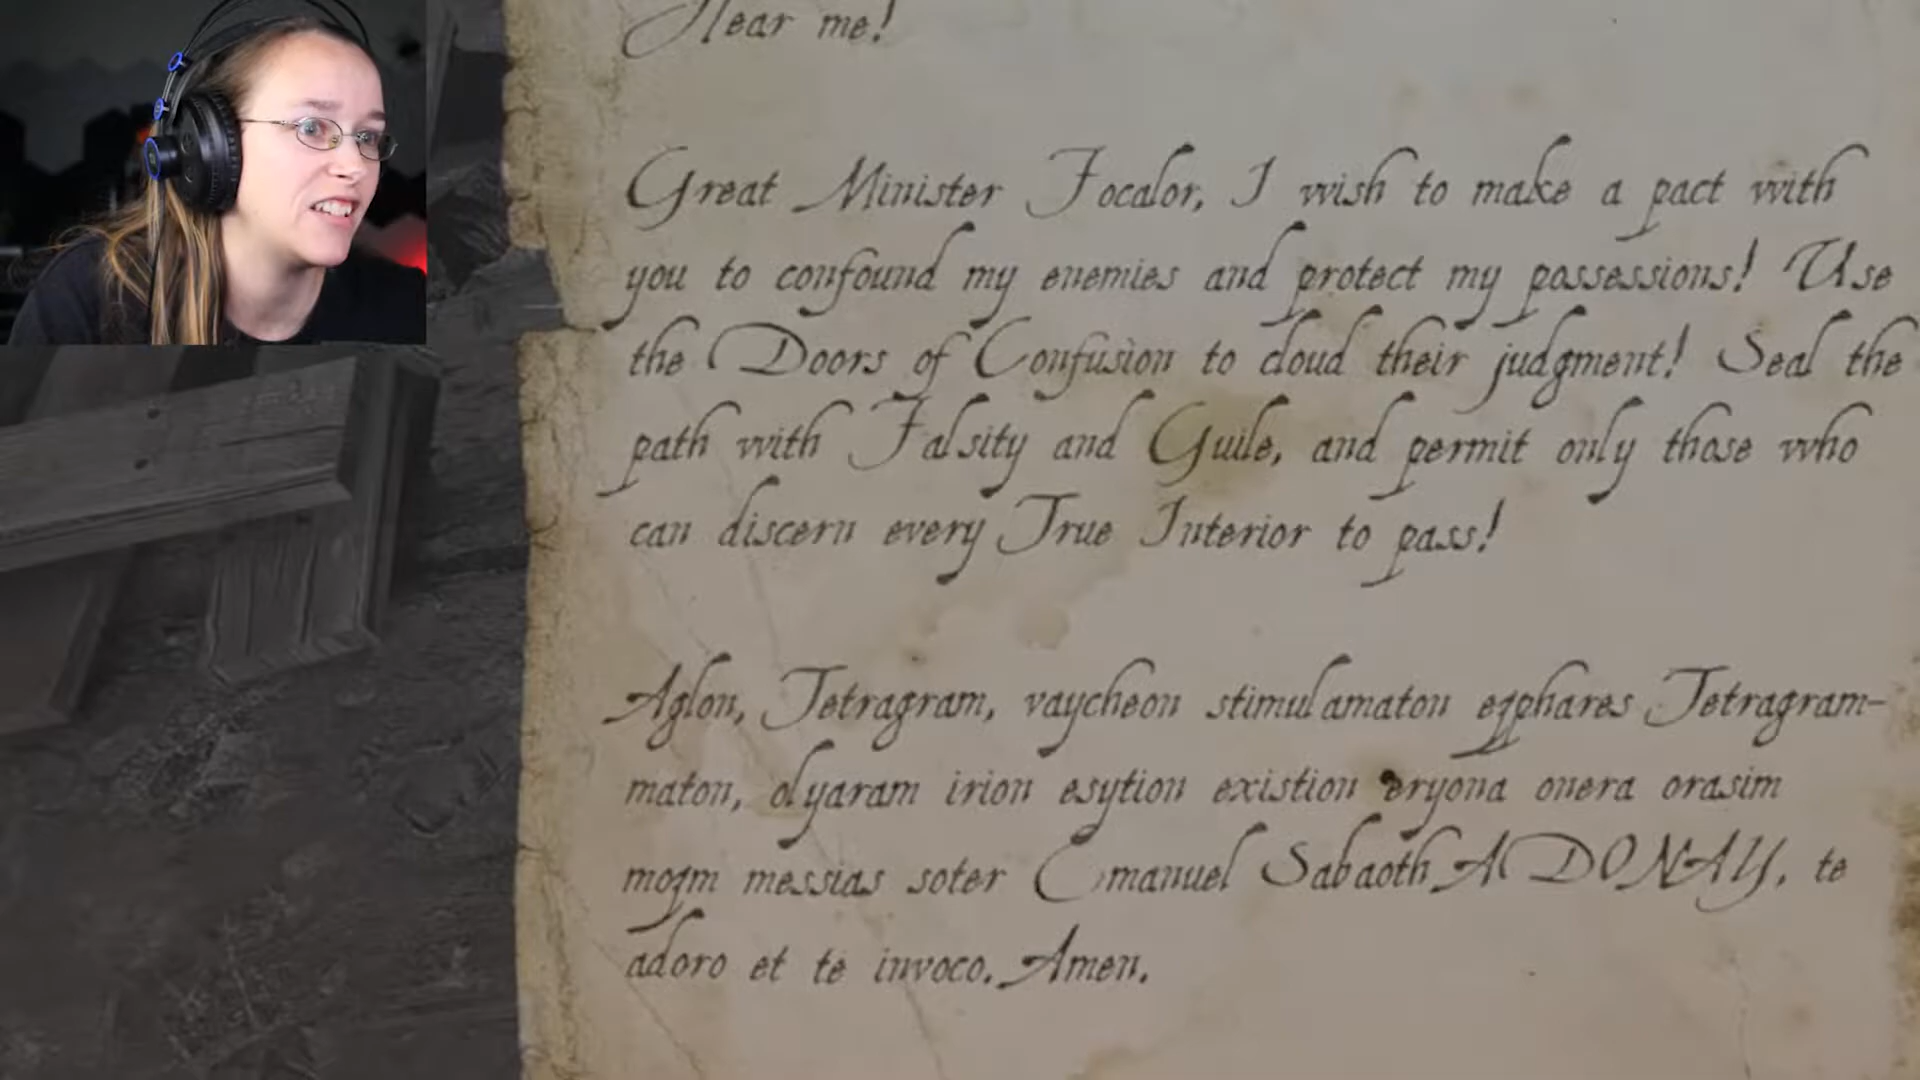 Hear me!
Great Minister Focalor, I wish to make a pact with
you to confound my enemies and protect my possessions! Use
the Doors of Confusion to cloud their judgment! Seal the
path with Falsity and Guile, and permit only those who
can discern every True Interior to pass!
Aglon, Tetragram, vaycheon stimulamaton ezphares Tetragram-
maton, olyaram irion esytion existion eryona onera orasim
mozm messias soter Emanuel Sabaoth ADONAY, te
adoro et te invoco. Amen.